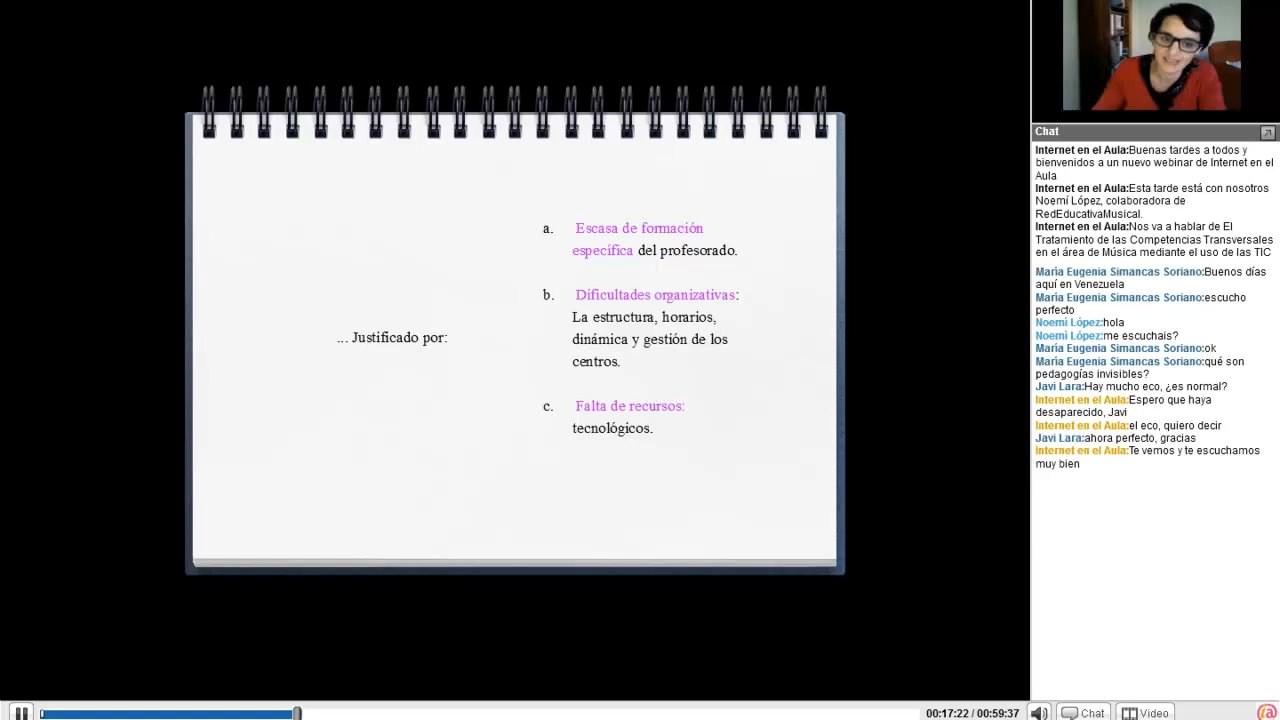 ... Justificado por:
a. Escasa de formación
específica del profesorado.
b. Dificultades organizativas:
La estructura, horarios,
dinámica y gestión de los
centros.
c. Falta de recursos:
tecnológicos.
Chat
Internet en el Aula:Buenas tardes a todos y
bienvenidos a un nuevo webinar de Internet en el
Aula
Internet en el Aula:Esta tarde está con nosotros
Noemí López, colaboradora de
RedEducativaMusical.
Internet en el Aula:Nos va a hablar de El
Tratamiento de las Competencias Transversales
en el área de Música mediante el uso de las TIC
María Eugenia Simancas Soriano:Buenos días
aquí en Venezuela
María Eugenia Simancas Soriano:escucho
perfecto
Noemí López:hola
Noemí López:me escuchais?
María Eugenia Simancas Soriano:ok
María Eugenia Simancas Soriano:qué son
pedagogías invisibles?
Javi Lara:Hay mucho eco, ¿es normal?
Internet en el Aula:Espero que haya
desaparecido, Javi
Internet en el Aula:el eco, quiero decir
Javi Lara:ahora perfecto, gracias
Internet en el Aula:Te vemos y te escuchamos
muy bien
00:17:22 / 00:59:37
Chat
Video